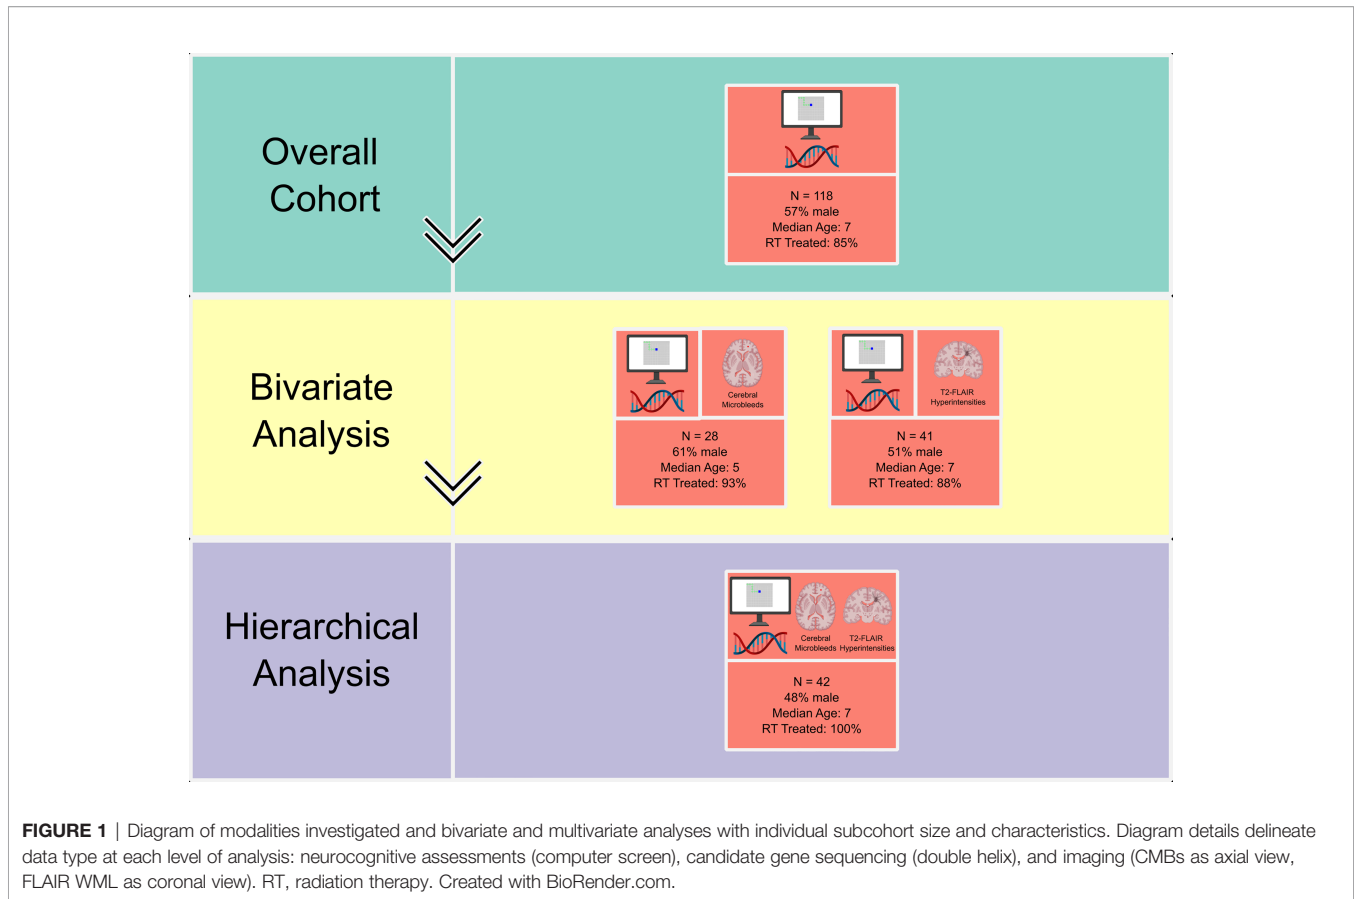 Overall
Cohort
N = 118
57% male
Median Age: 7
RT Treated: 85%
Bivariate
Analysis
Cerebral
Microbleeds
N = 28
61% male
Median Age: 5
RT Treated: 93%
T2-FLAIR
Hyperintensities
N = 41
51% male
Median Age: 7
RT Treated: 88%
Hierarchical
Analysis
Cerebral
Microbleeds
T2-FLAIR
Hyperintensities
N = 42
48% male
Median Age: 7
RT Treated: 100%
FIGURE 1 | Diagram of modalities investigated and bivariate and multivariate analyses with individual subcohort size and characteristics. Diagram details delineate
data type at each level of analysis: neurocognitive assessments (computer screen), candidate gene sequencing (double helix), and imaging (CMBs as axial view,
FLAIR WML as coronal view). RT, radiation therapy. Created with BioRender.com.